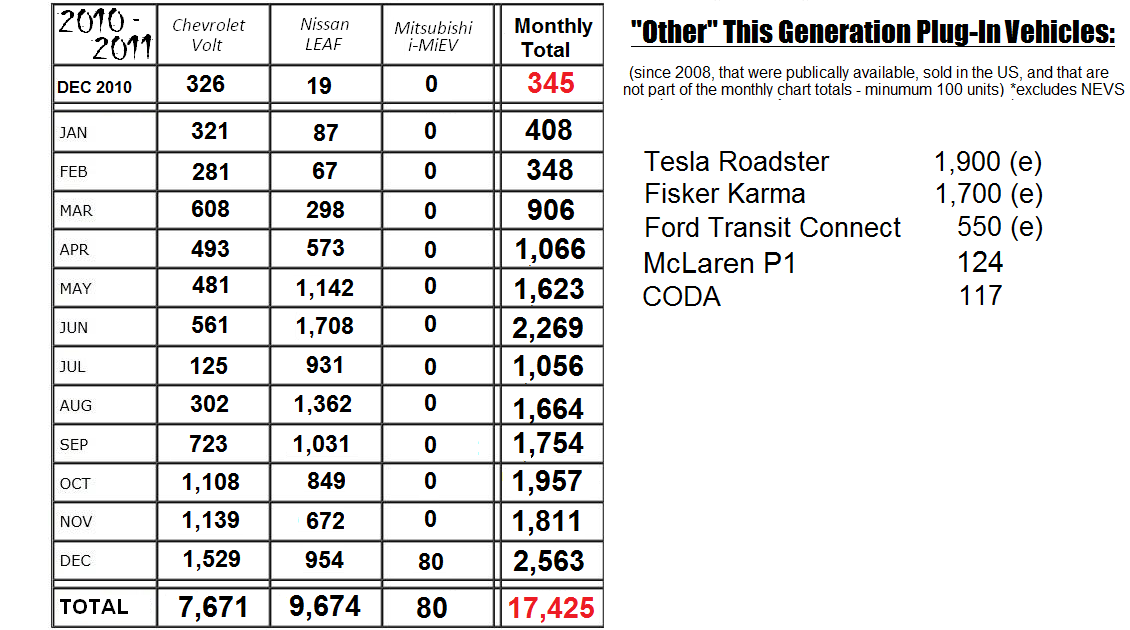 2010 -
2011
Chevrolet
Volt
Nissan
LEAF
Mitsubishi
i-MiEV
Monthly
Total
DEC 2010 326 19 0 345
JAN 321 87 0 408
FEB 281 67 0 348
MAR 608 298 0 906
APR 493 573 0 1,066
MAY 481 1,142 0 1,623
JUN 561 1,708 0 2,269
JUL 125 931 0 1,056
AUG 302 1,362 0 1,664
SEP 723 1,031 0 1,754
OCT 1,108 849 0 1,957
NOV 1,139 672 0 1,811
DEC 1,529 954 80 2,563
TOTAL 7,671 9,674 80 17,425
"Other" This Generation Plug-In Vehicles:
(since 2008, that were publically available, sold in the US, and that are
not part of the monthly chart totals - minumum 100 units) *excludes NEVS
Tesla Roadster 1,900 (e)
Fisker Karma 1,700 (e)
Ford Transit Connect 550 (e)
McLaren P1 124
CODA 117